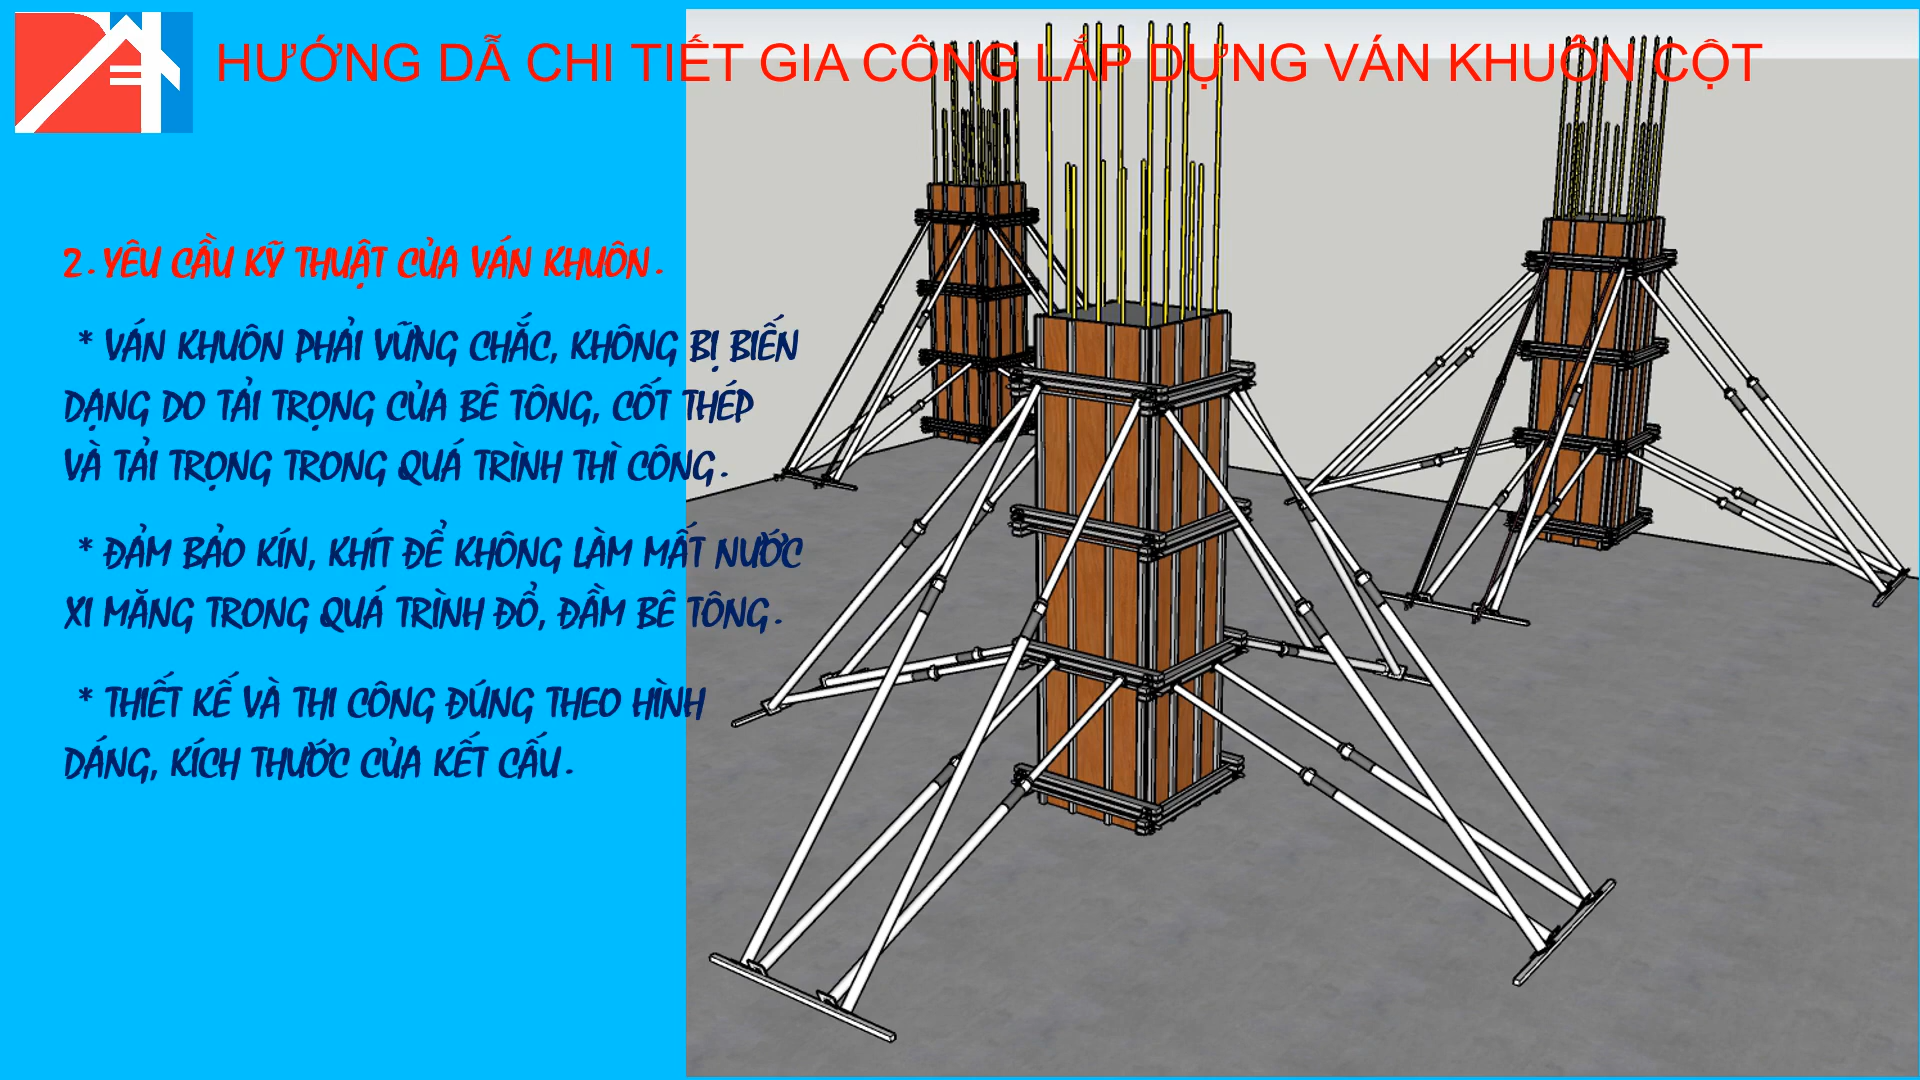 HƯỚNG DẪ CHI TIẾT GIA CÔNG LẮP DỰNG VÁN KHUÔN CỘT
2. YÊU CẦU KỸ THUẬT CỦA VÁN KHUÔN.
* VÁN KHUÔN PHẢI VỮNG CHẮC, KHÔNG BỊ BIẾN
DẠNG DO TẢI TRỌNG CỦA BÊ TÔNG, CỐT THÉP
VÀ TẢI TRỌNG TRONG QUÁ TRÌNH THÌ CÔNG.
* ĐẢM BẢO KÍN, KHÍT ĐỂ KHÔNG LÀM MẤT NƯỚC
XI MĂNG TRONG QUÁ TRÌNH ĐỔ, ĐẦM BÊ TÔNG.
* THIẾT KẾ VÀ THI CÔNG ĐÚNG THEO HÌNH
DÁNG, KÍCH THƯỚC CỦA KẾT CẤU.